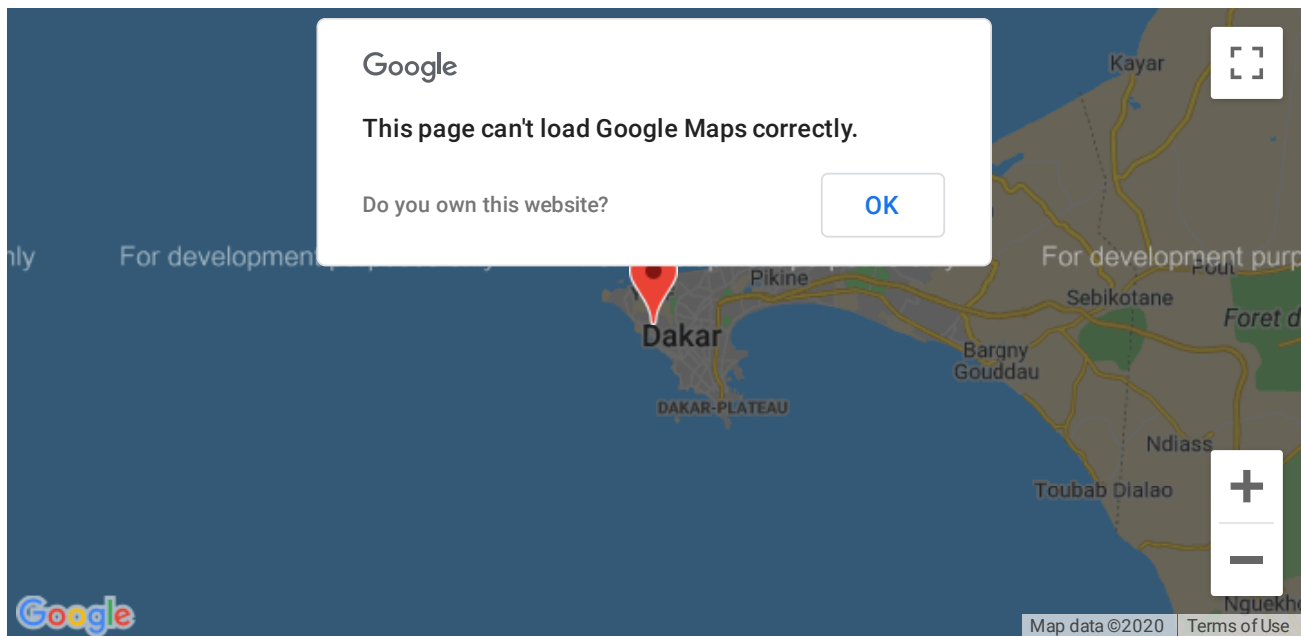 Google
This page can't load Google Maps correctly.
Do you own this website?
OK
Kayar
nly
For development
For development purp
Pout
Pikine
Sebikotane
Foret d
Dakar
Bargny
Gouddau
DAKAR-PLATEAU
Ndiass
Toubab Dialao
Nguekh
Google
Map data ©2020
Terms of Use